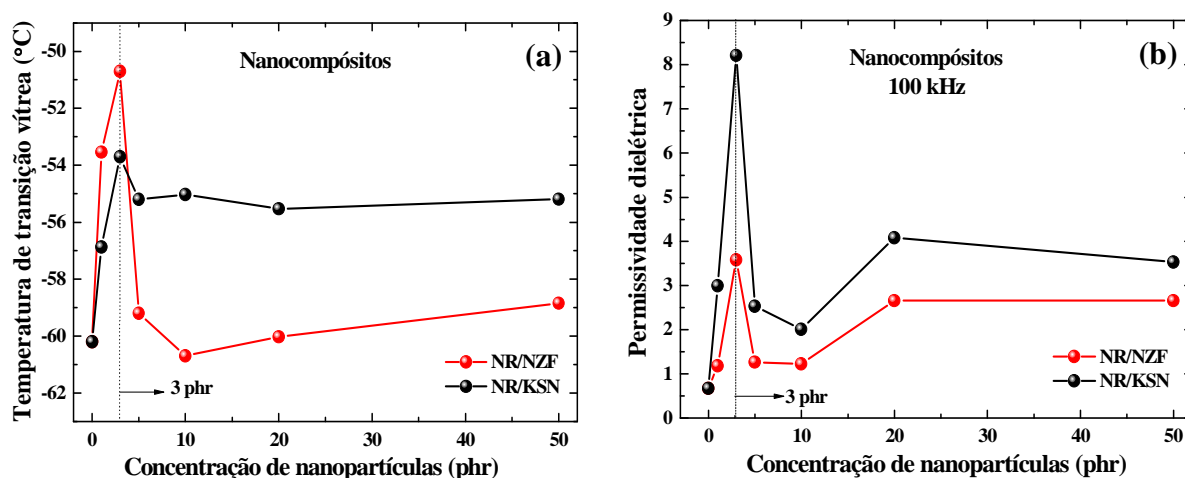 (a)
Nanocompósitos
Temperatura de transição vítrea (°C)
-50
-52
-54
-56
-58
-60
-62
NR/NZF
NR/KSN
3 phr
0 10 20 30 40 50
Concentração de nanopartículas (phr)
(b)
Nanocompósitos
100 kHz
Permissividade dielétrica
9
8
7
6
5
4
3
2
1
0
NR/NZF
NR/KSN
3 phr
0 10 20 30 40 50
Concentração de nanopartículas (phr)